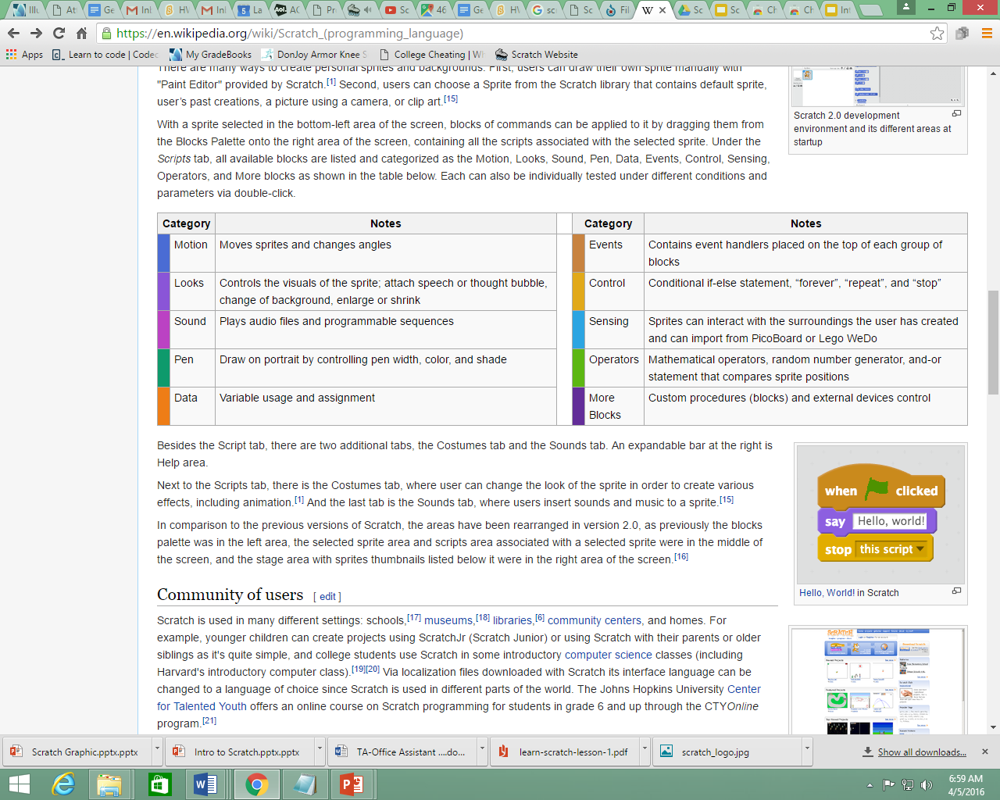 Illu
At
Ge
Inl
HV
Inl
La
AC
Pr
Sc
46
Ge
HV
sci
Sc
Fil
Sc
Sc
Ch
Ch
Int
https://en.wikipedia.org/wiki/Scratch_(programming_language)
Apps Learn to code | Codec My GradeBooks DonJoy Armor Knee S College Cheating | Wh Scratch Website
There are many ways to create personal sprites and backgrounds. First, users can draw their own sprite manually with
"Paint Editor" provided by Scratch.[1] Second, users can choose a Sprite from the Scratch library that contains default sprite,
user's past creations, a picture using a camera, or clip art.[15]
Scratch 2.0 development
environment and its different areas at
startup
With a sprite selected in the bottom-left area of the screen, blocks of commands can be applied to it by dragging them from
the Blocks Palette onto the right area of the screen, containing all the scripts associated with the selected sprite. Under the
Scripts tab, all available blocks are listed and categorized as the Motion, Looks, Sound, Pen, Data, Events, Control, Sensing,
Operators, and More blocks as shown in the table below. Each can also be individually tested under different conditions and
parameters via double-click.
Category Notes Category Notes
Motion Moves sprites and changes angles
Events Contains event handlers placed on the top of each group of
blocks
Looks Controls the visuals of the sprite; attach speech or thought bubble,
change of background, enlarge or shrink
Control Conditional if-else statement, “forever”, “repeat”, and “stop”
Sound Plays audio files and programmable sequences
Sensing Sprites can interact with the surroundings the user has created
and can import from PicoBoard or Lego WeDo
Pen Draw on portrait by controlling pen width, color, and shade
Operators Mathematical operators, random number generator, and-or
statement that compares sprite positions
Data Variable usage and assignment
More Custom procedures (blocks) and external devices control
Blocks
Besides the Script tab, there are two additional tabs, the Costumes tab and the Sounds tab. An expandable bar at the right is
Help area.
Next to the Scripts tab, there is the Costumes tab, where user can change the look of the sprite in order to create various
effects, including animation.[1] And the last tab is the Sounds tab, where users insert sounds and music to a sprite.[15]
In comparison to the previous versions of Scratch, the areas have been rearranged in version 2.0, as previously the blocks
palette was in the left area, the selected sprite area and scripts area associated with a selected sprite were in the middle of
the screen, and the stage area with sprites thumbnails listed below it were in the right area of the screen.[16]
when clicked
say Hello, world!
stop this script
Hello, World! in Scratch
Community of users [ edit ]
Scratch is used in many different settings: schools,[17] museums,[18] libraries,[6] community centers, and homes. For
example, younger children can create projects using ScratchJr (Scratch Junior) or using Scratch with their parents or older
siblings as it's quite simple, and college students use Scratch in some introductory computer science classes (including
Harvard's introductory computer class).[19][20] Via localization files downloaded with Scratch its interface language can be
changed to a language of choice since Scratch is used in different parts of the world. The Johns Hopkins University Center
for Talented Youth offers an online course on Scratch programming for students in grade 6 and up through the CTYOnline
program.[21]
Scratch Graphic.pptx.pptx
Intro to Scratch.pptx.pptx
TA-Office Assistant ....do...
learn-scratch-lesson-1.pdf
scratch_logo.jpg
Show all downloads...
6:59 AM
4/5/2016